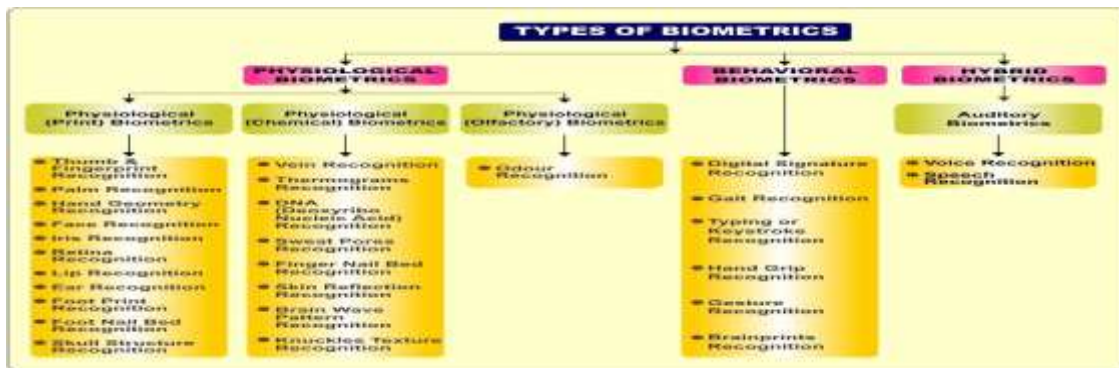 TYPES OF BIOMETRICS
PHYSIOLOGICAL
BIOMETRICS
BEHAVIORAL
BIOMETRICS
HYBRID
BIOMETRICS
Physiological
(Print) Biometrics
Physiological
(Chemical) Biometrics
Physiological
(Olfactory) Biometrics
Auditory
Biometrics
Thumb &
Fingerprint
Recognition
Palm Recognition
Hand Geometry
Recognition
Face Recognition
Iris Recognition
Retina
Recognition
Lip Recognition
Ear Recognition
Foot Print
Recognition
Foot Nail Bed
Recognition
Skull Structure
Recognition
Vein Recognition
Thermograms
Recognition
DNA
(Deoxyribo
Nucleic Acid)
Recognition
Sweat Pores
Recognition
Finger Nail Bed
Recognition
Skin Reflection
Recognition
Brain Wave
Pattern
Recognition
Knuckles Texture
Recognition
Odour
Recognition
Digital Signature
Recognition
Gait Recognition
Typing or
Keystroke
Recognition
Hand Grip
Recognition
Gesture
Recognition
Brainprints
Recognition
Voice Recognition
Speech
Recognition